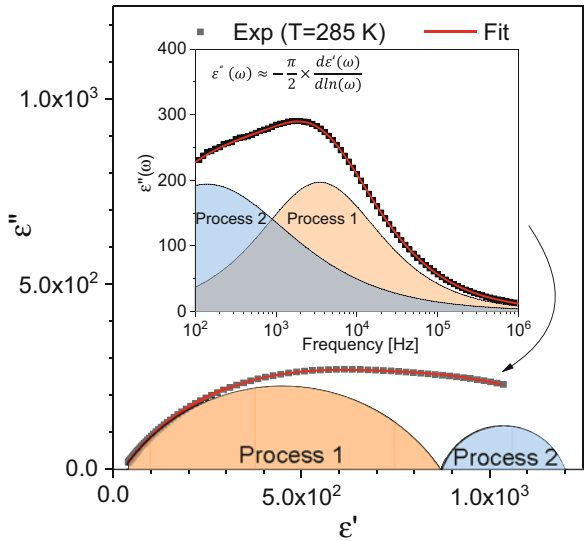 Exp (T=285 K) Fit
ε" (ω) ≈ − π/2 × dε'(ω)/dln(ω)
400
300
200
100
0
ε"(ω)
Process 2 Process 1
10² 10³ 10⁴ 10⁵ 10⁶
Frequency [Hz]
1.0x10³
5.0x10²
0.0
ε"
Process 1 Process 2
0.0 5.0x10² 1.0x10³
ε'